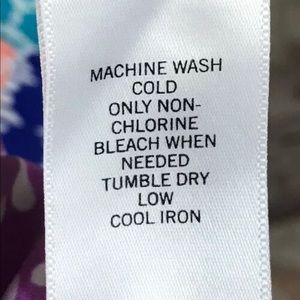 MACHINE WASH
COLD
ONLY NON-
CHLORINE
BLEACH WHEN
NEEDED
TUMBLE DRY
LOW
COOL IRON